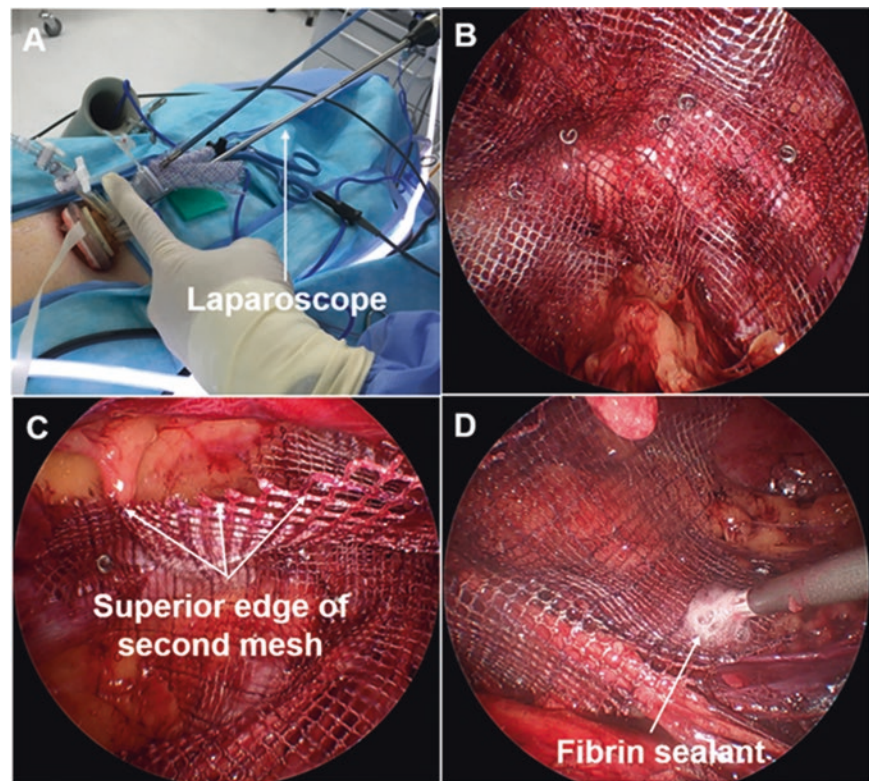 A
Laparoscope
B
C
Superior edge of
second mesh
D
Fibrin sealant